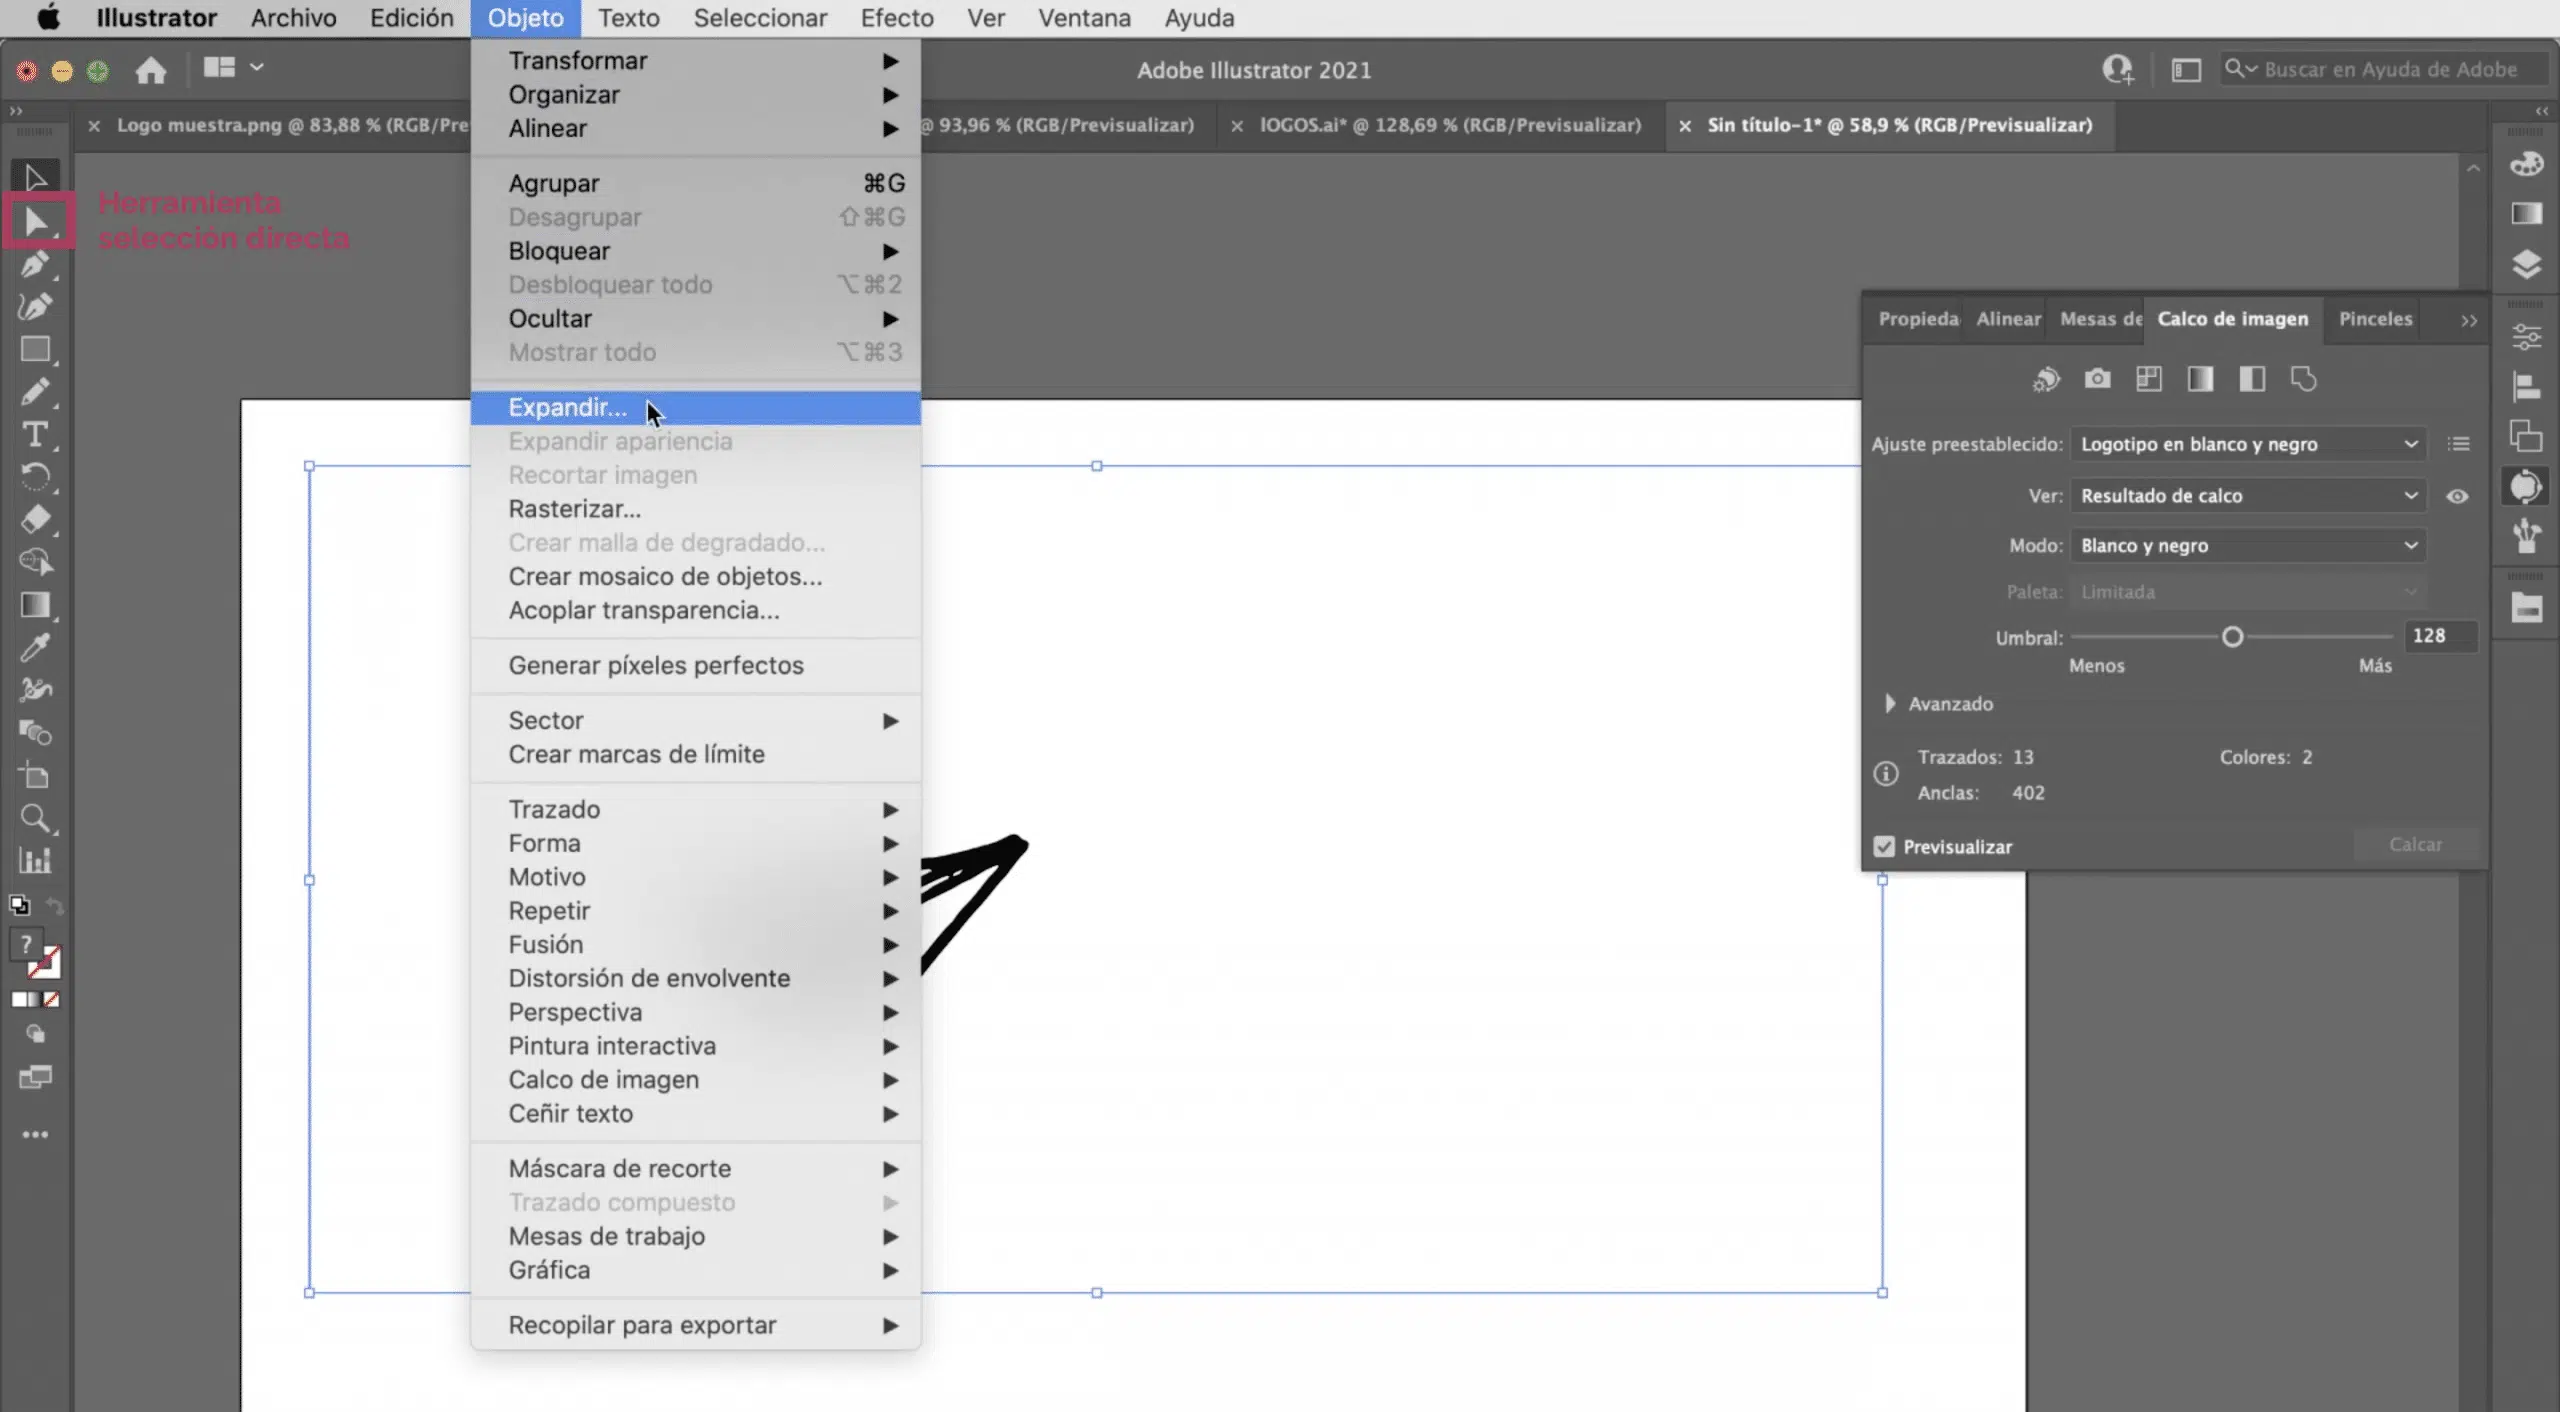 Illustrator Archivo Edición Objeto Texto Seleccionar Efecto Ver Ventana Ayuda
Adobe Illustrator 2021
Buscar en Ayuda de Adobe
Logo muestra.png @ 83,88 % (RGB/Pre
@ 93,96 % (RGB/Previsualizar)
lOGOS.ai* @ 128,69 % (RGB/Previsualizar)
Sin título-1* @ 58,9 % (RGB/Previsualizar)
Herramienta
selección directa
Transformar
Organizar
Alinear
Agrupar ⌘G
Desagrupar ⇧⌘G
Bloquear
Desbloquear todo ⌥⌘2
Ocultar
Mostrar todo ⌥⌘3
Expandir...
Expandir apariencia
Recortar imagen
Rasterizar...
Crear malla de degradado...
Crear mosaico de objetos...
Acoplar transparencia...
Generar píxeles perfectos
Sector
Crear marcas de límite
Trazado
Forma
Motivo
Repetir
Fusión
Distorsión de envolvente
Perspectiva
Pintura interactiva
Calco de imagen
Ceñir texto
Máscara de recorte
Trazado compuesto
Mesas de trabajo
Gráfica
Recopilar para exportar
Propieda Alinear Mesas de Calco de imagen Pinceles
Ajuste preestablecido: Logotipo en blanco y negro
Ver: Resultado de calco
Modo: Blanco y negro
Paleta: Limitada
Umbral: 128
Menos Más
Avanzado
Trazados: 13 Colores: 2
Anclas: 402
Previsualizar Calcar
?